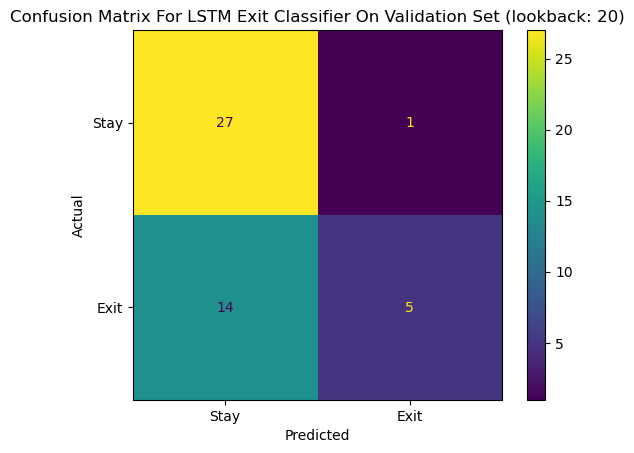 Confusion Matrix For LSTM Exit Classifier On Validation Set (lookback: 20)
Actual
Stay
27
1
Exit
14
5
Stay
Exit
Predicted
25
20
15
10
5